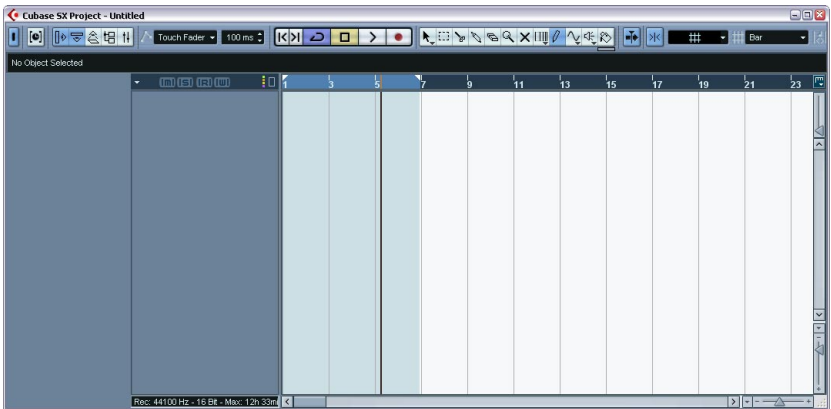 Cubase SX Project - Untitled
Touch Fader 100 ms Bar
No Object Selected
1 3 5 7 9 11 13 15 17 19 21 23
Rec: 44100 Hz - 16 Bit - Max: 12h 33mi